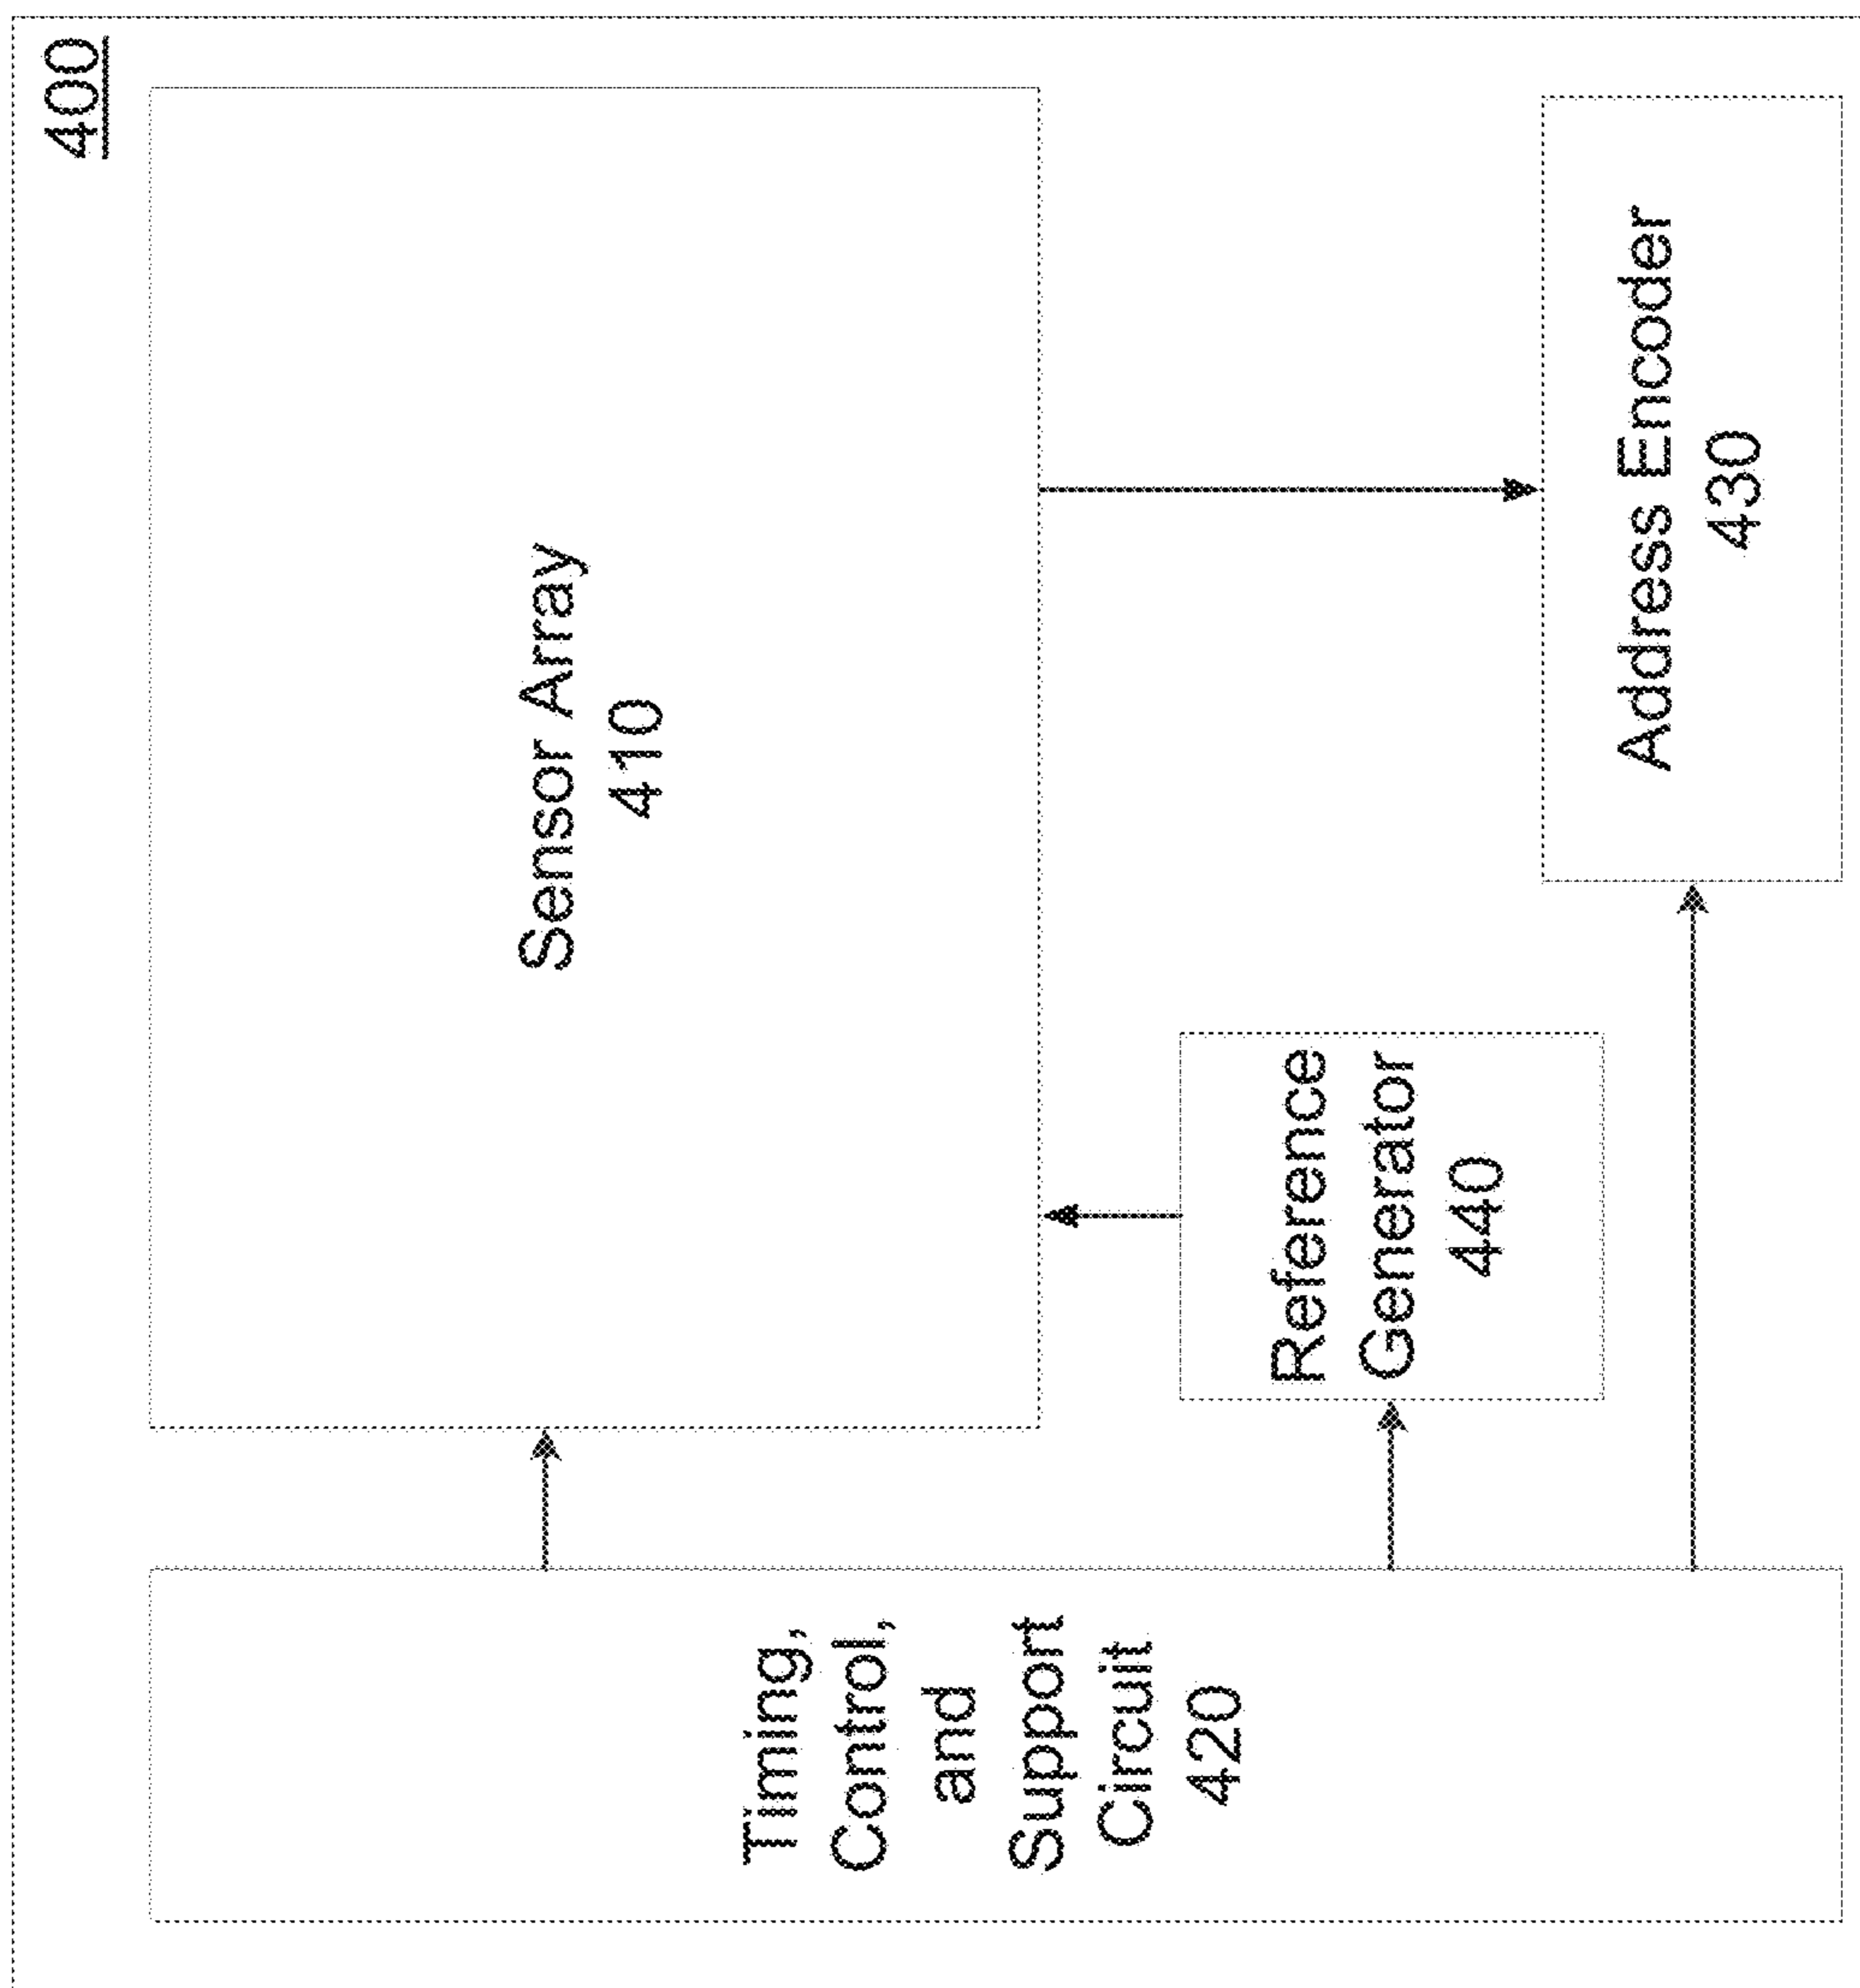 400
Sensor Array
410
Timing,
Control,
and
Support
Circuit
420
Reference
Generator
440
Address Encoder
430